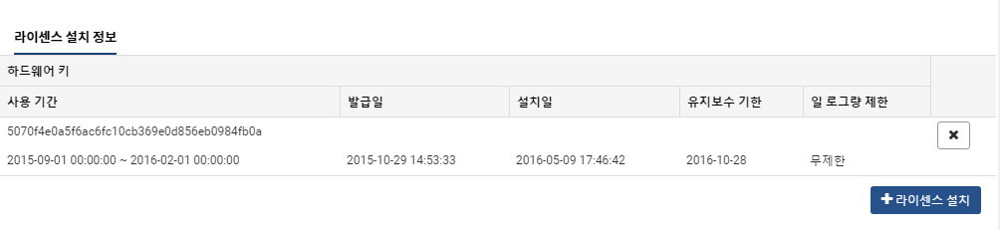 라이센스 설치 정보
하드웨어 키
사용 기간 발급일 설치일 유지보수 기한 일 로그량 제한
5070f4e0a5f6ac6fc10cb369e0d856eb0984fb0a
2015-09-01 00:00:00 ~ 2016-02-01 00:00:00 2015-10-29 14:53:33 2016-05-09 17:46:42 2016-10-28 무제한
라이센스 설치